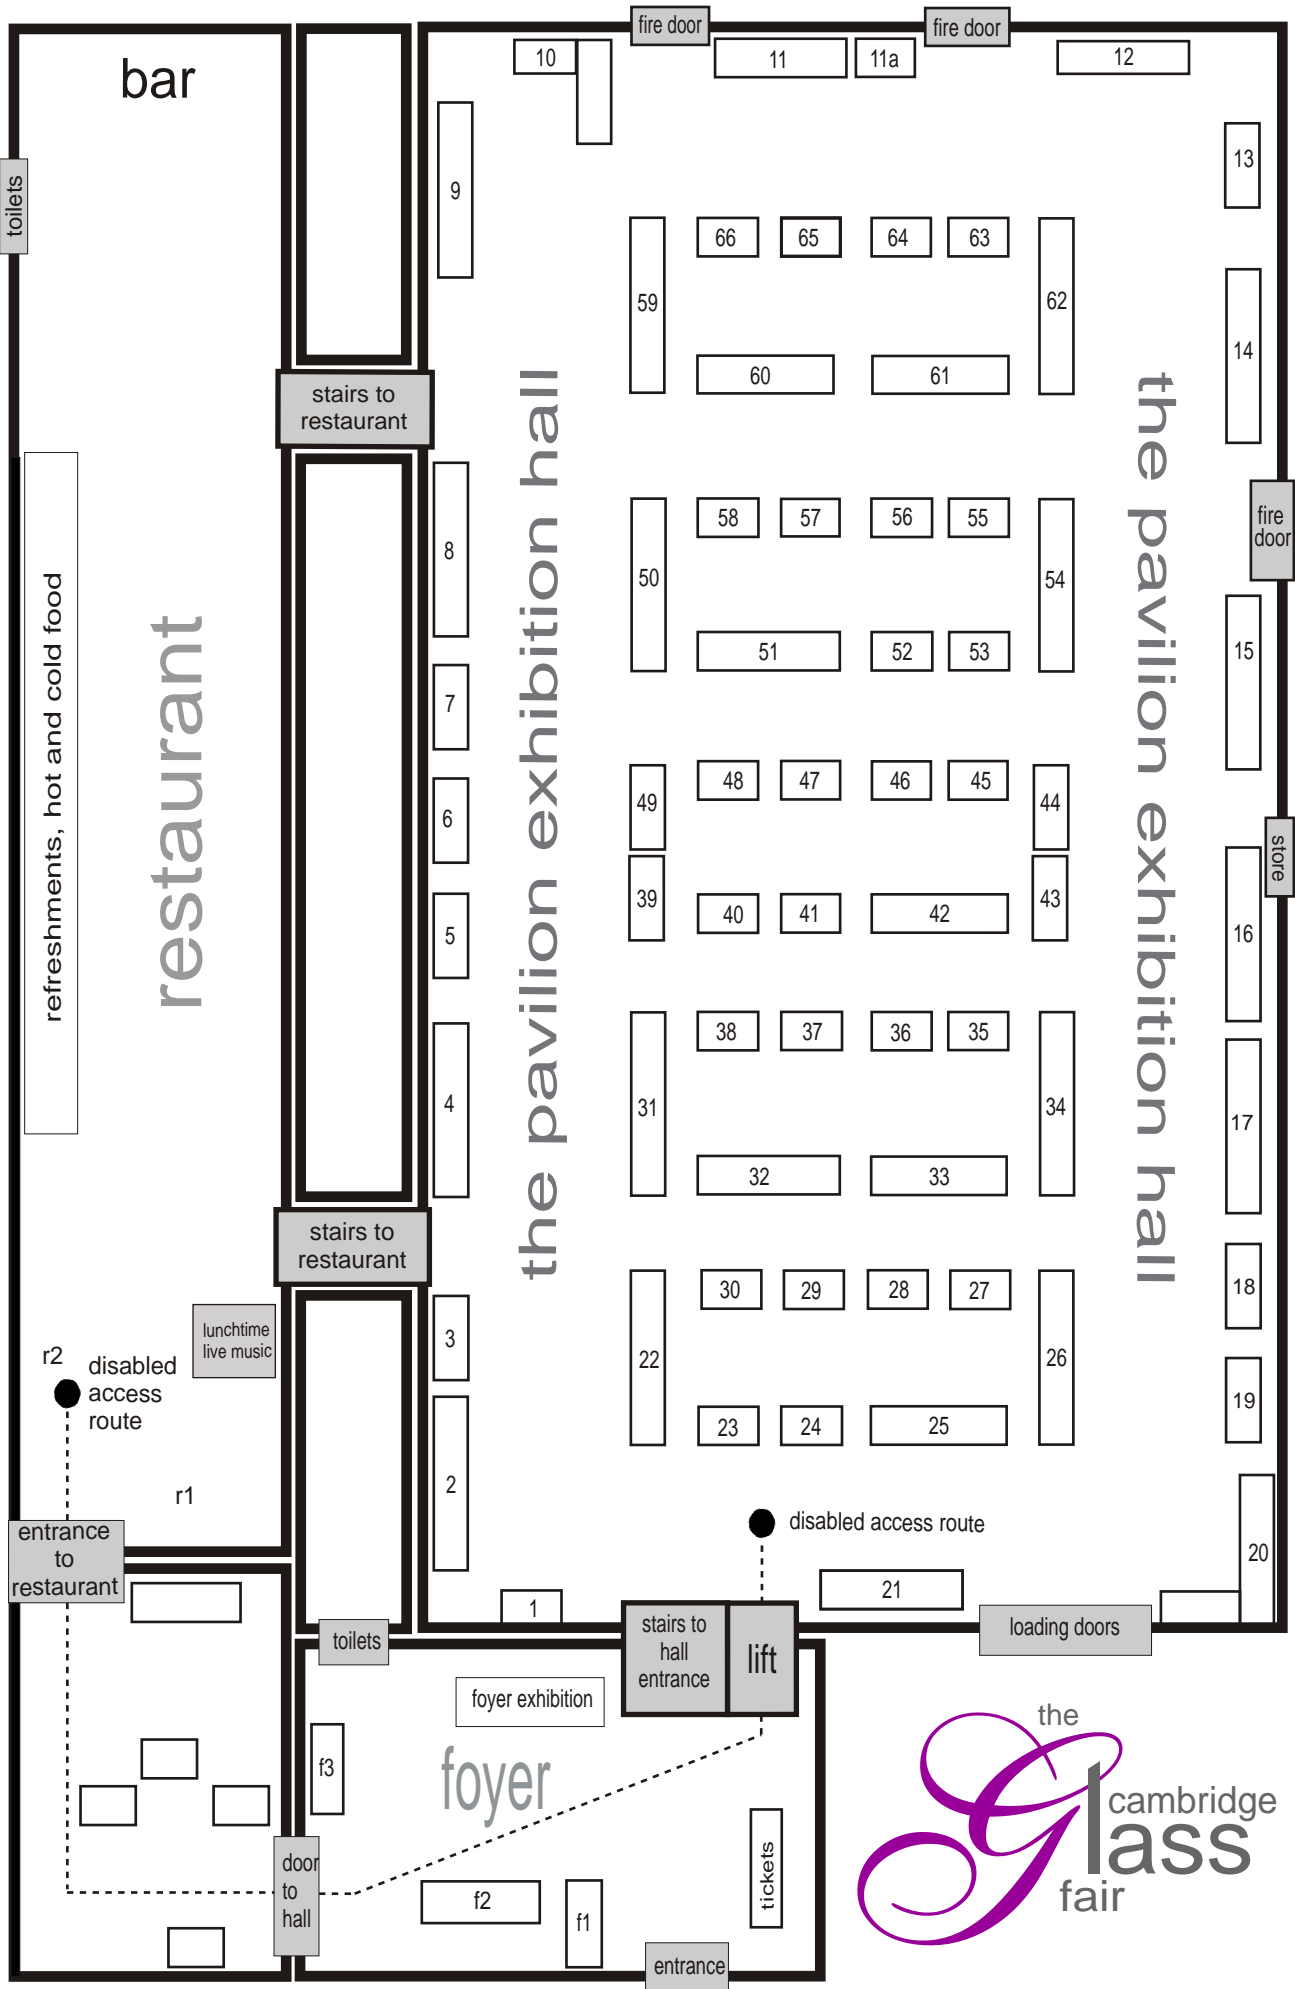 bar
toilets
fire door
fire door
10
11
11a
12
9
13
66
65
64
63
59
62
14
60
61
stairs to
restaurant
the pavilion exhibition hall
the pavilion exhibition hall
refreshments, hot and cold food
restaurant
8
58
57
56
55
50
54
fire
door
51
52
53
15
7
6
49
48
47
46
45
44
store
39
40
41
42
43
5
16
38
37
36
35
4
31
34
17
32
33
stairs to
restaurant
30
29
28
27
18
lunchtime
live music
3
22
26
r2
disabled
access
route
23
24
25
19
2
r1
disabled access route
entrance
to
restaurant
20
21
1
toilets
stairs to
hall
entrance
lift
loading doors
foyer exhibition
f3
foyer
the
cambridge
Glass
fair
door
to
hall
f2
f1
tickets
entrance